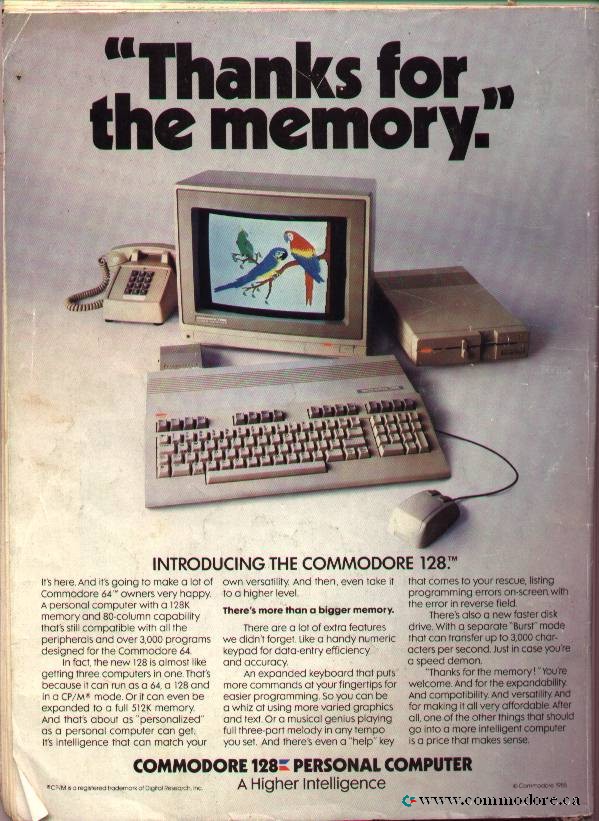 “Thanks for
the memory.”
INTRODUCING THE COMMODORE 128.™
It's here. And it's going to make a lot of
Commodore 64™ owners very happy.
A personal computer with a 128K
memory and 80-column capability
that's still compatible with all the
peripherals and over 3,000 programs
designed for the Commodore 64.
In fact, the new 128 is almost like
getting three computers in one. That's
because it can run as a 64, a 128 and
in a CP/M® mode. Or it can even be
expanded to a full 512K memory.
And that's about as "personalized"
as a personal computer can get.
It's intelligence that can match your
own versatility. And then, even take it
to a higher level.
There's more than a bigger memory.
There are a lot of extra features
we didn't forget. Like a handy numeric
keypad for data-entry efficiency
and accuracy.
An expanded keyboard that puts
more commands at your fingertips for
easier programming. So you can be
a whiz at using more varied graphics
and text. Or a musical genius playing
full three-part melody in any tempo
you set. And there's even a "help" key
that comes to your rescue, listing
programming errors on-screen with
the error in reverse field.
There's also a new faster disk
drive. With a separate "Burst" mode
that can transfer up to 3,000 char-
acters per second. Just in case you're
a speed demon.
"Thanks for the memory!" You're
welcome. And for the expandability.
And compatibility. And versatility. And
for making it all very affordable. After
all, one of the other things that should
go into a more intelligent computer
is a price that makes sense.
COMMODORE 128 PERSONAL COMPUTER
A Higher Intelligence
®CP/M is a registered trademark of Digital Research, Inc.
© Commodore 1985
www.commodore.ca